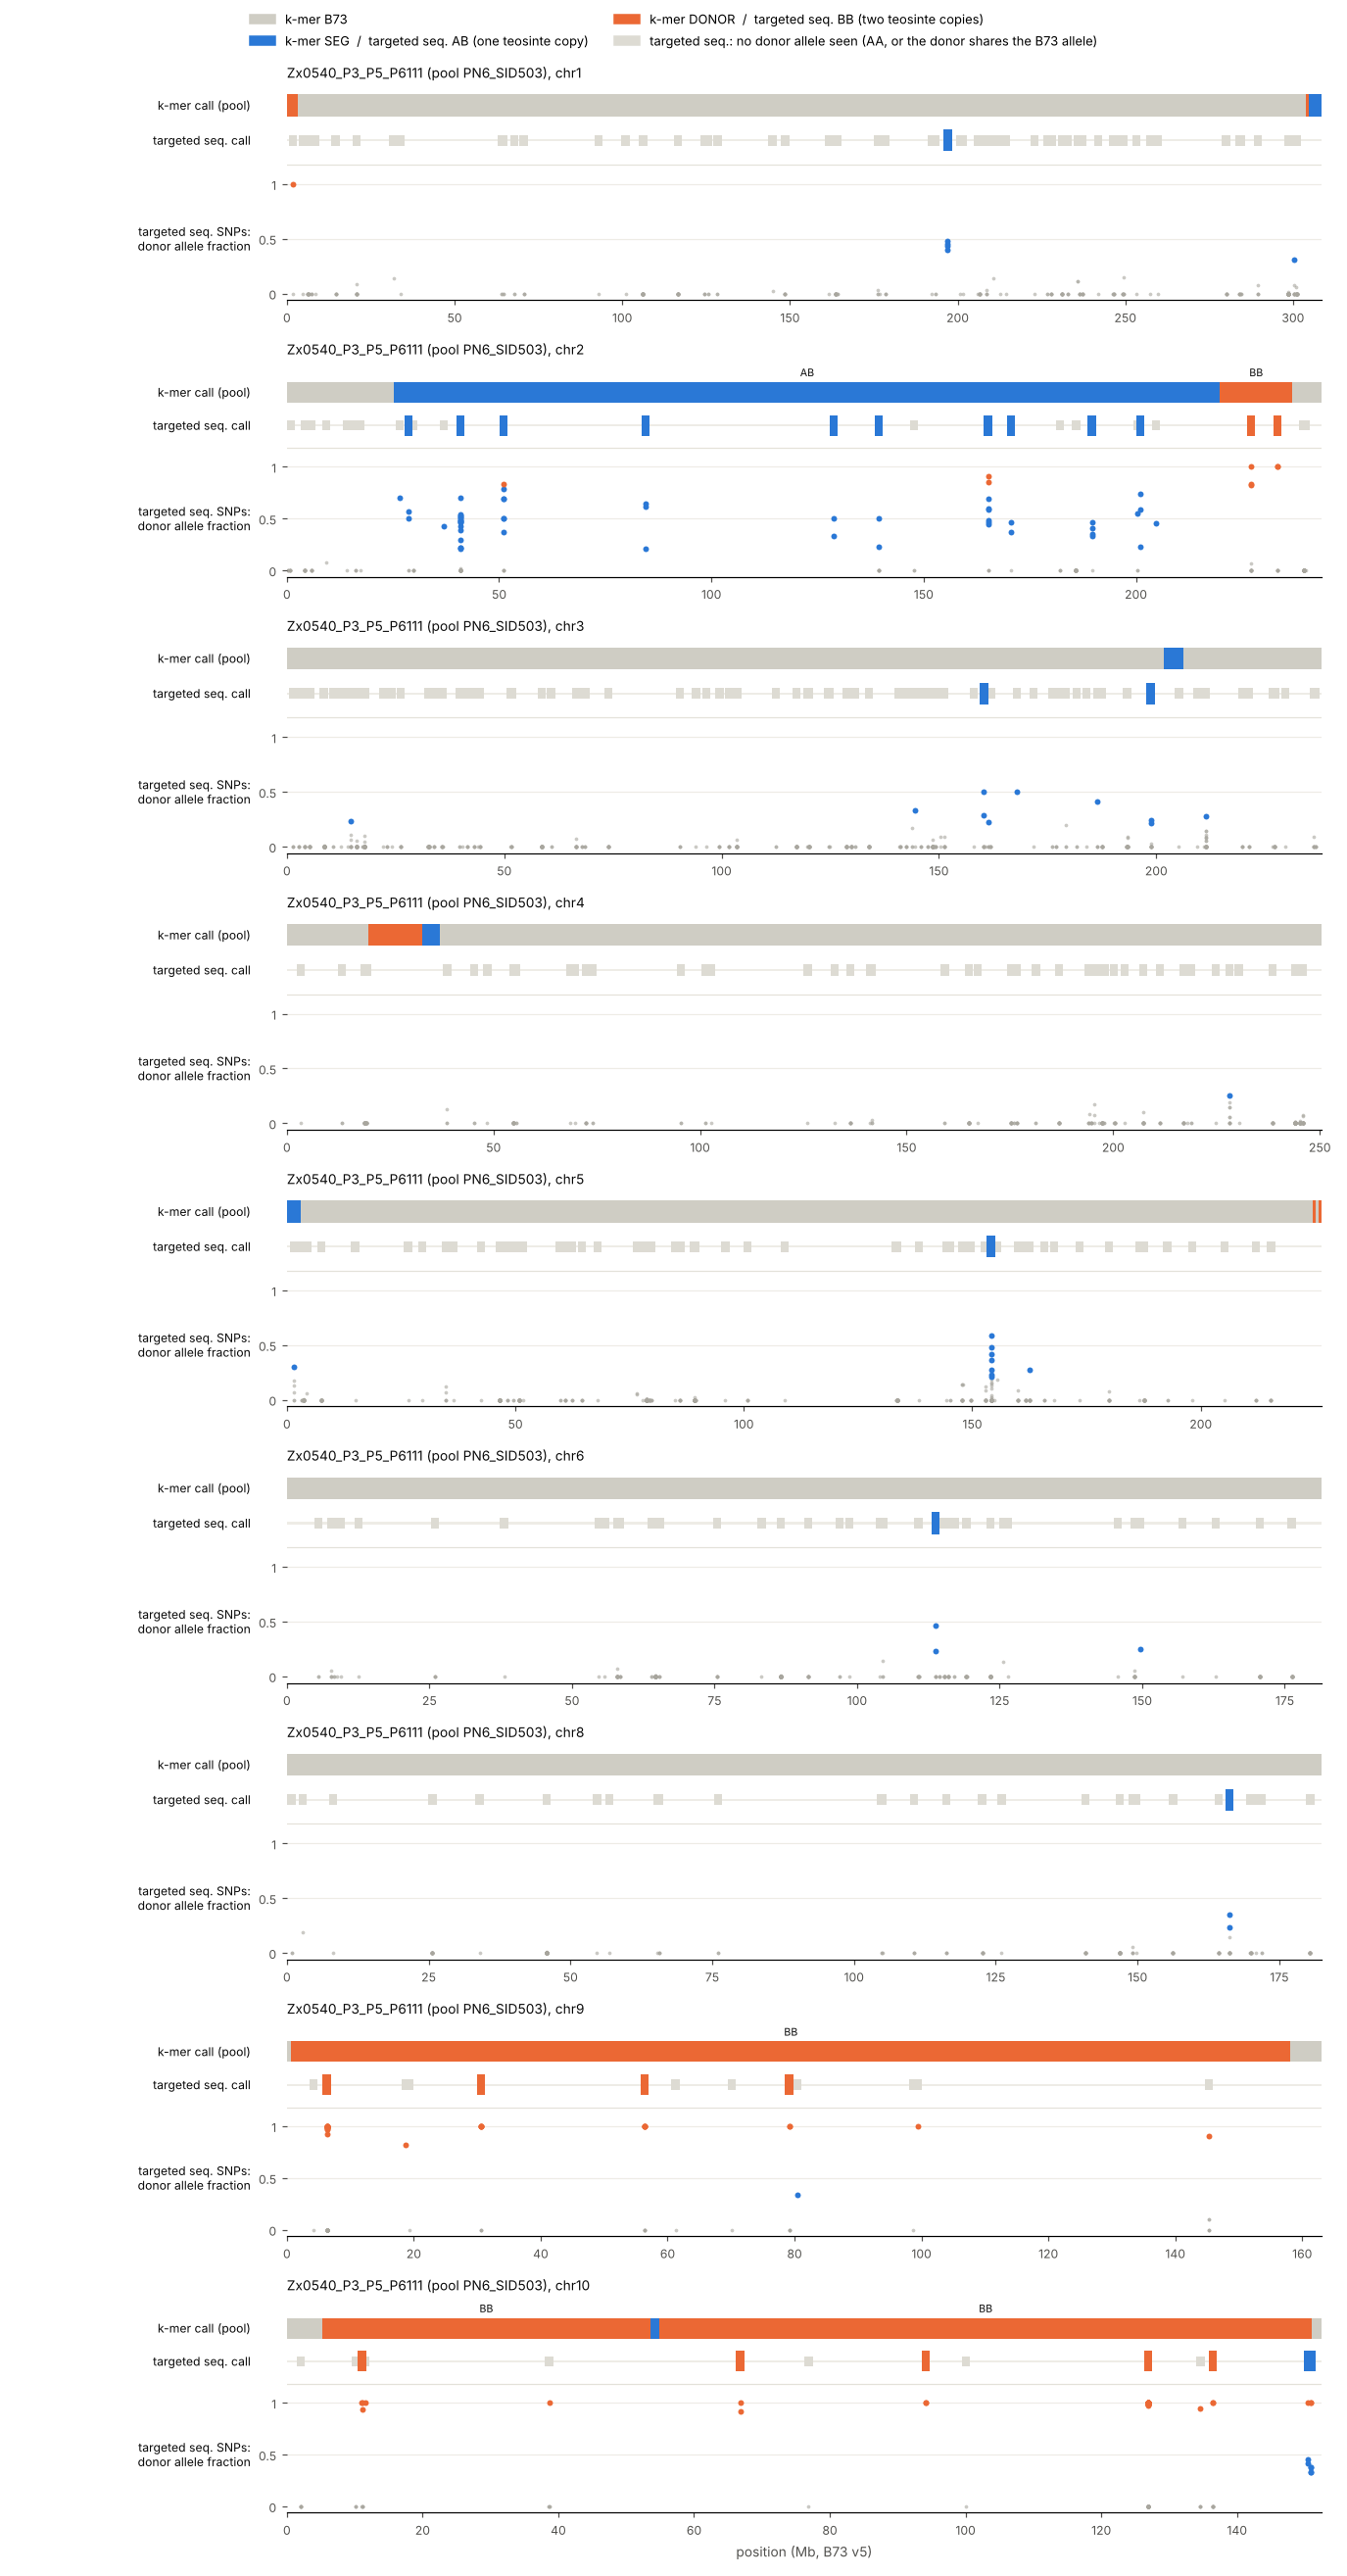 k-mer B73
k-mer DONOR / targeted seq. BB (two teosinte copies)
k-mer SEG / targeted seq. AB (one teosinte copy)
targeted seq.: no donor allele seen (AA, or the donor shares the B73 allele)
Zx0540_P3_P5_P6111 (pool PN6_SID503), chr1
k-mer call (pool)
targeted seq. call
1
targeted seq. SNPs:
donor allele fraction
0.5
0
0 50 100 150 200 250 300
Zx0540_P3_P5_P6111 (pool PN6_SID503), chr2
AB BB
k-mer call (pool)
targeted seq. call
1
targeted seq. SNPs:
donor allele fraction
0.5
0
0 50 100 150 200
Zx0540_P3_P5_P6111 (pool PN6_SID503), chr3
k-mer call (pool)
targeted seq. call
1
targeted seq. SNPs:
donor allele fraction
0.5
0
0 50 100 150 200
Zx0540_P3_P5_P6111 (pool PN6_SID503), chr4
k-mer call (pool)
targeted seq. call
1
targeted seq. SNPs:
donor allele fraction
0.5
0
0 50 100 150 200 250
Zx0540_P3_P5_P6111 (pool PN6_SID503), chr5
k-mer call (pool)
targeted seq. call
1
targeted seq. SNPs:
donor allele fraction
0.5
0
0 50 100 150 200
Zx0540_P3_P5_P6111 (pool PN6_SID503), chr6
k-mer call (pool)
targeted seq. call
1
targeted seq. SNPs:
donor allele fraction
0.5
0
0 25 50 75 100 125 150 175
Zx0540_P3_P5_P6111 (pool PN6_SID503), chr8
k-mer call (pool)
targeted seq. call
1
targeted seq. SNPs:
donor allele fraction
0.5
0
0 25 50 75 100 125 150 175
Zx0540_P3_P5_P6111 (pool PN6_SID503), chr9
BB
k-mer call (pool)
targeted seq. call
1
targeted seq. SNPs:
donor allele fraction
0.5
0
0 20 40 60 80 100 120 140 160
Zx0540_P3_P5_P6111 (pool PN6_SID503), chr10
BB BB
k-mer call (pool)
targeted seq. call
1
targeted seq. SNPs:
donor allele fraction
0.5
0
0 20 40 60 80 100 120 140
position (Mb, B73 v5)